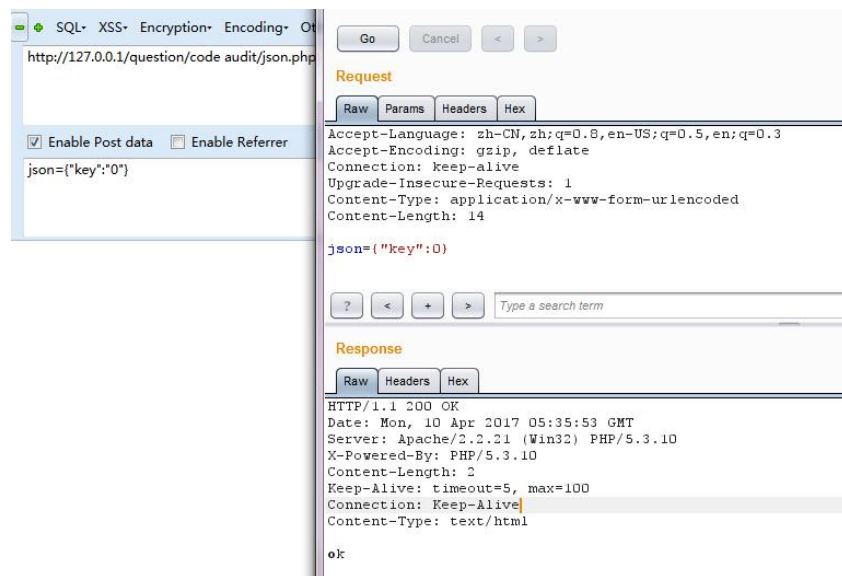 SQL- XSS- Encryption- Encoding- Ot
http://127.0.0.1/question/code audit/json.php
Enable Post data Enable Referrer
json={"key":"0"}
Go Cancel < >
Request
Raw Params Headers Hex
Accept-Language: zh-CN,zh;q=0.8,en-US;q=0.5,en;q=0.3
Accept-Encoding: gzip, deflate
Connection: keep-alive
Upgrade-Insecure-Requests: 1
Content-Type: application/x-www-form-urlencoded
Content-Length: 14
json={"key":0}
? < + > Type a search term
Response
Raw Headers Hex
HTTP/1.1 200 OK
Date: Mon, 10 Apr 2017 05:35:53 GMT
Server: Apache/2.2.21 (Win32) PHP/5.3.10
X-Powered-By: PHP/5.3.10
Content-Length: 2
Keep-Alive: timeout=5, max=100
Connection: Keep-Alive
Content-Type: text/html
ok